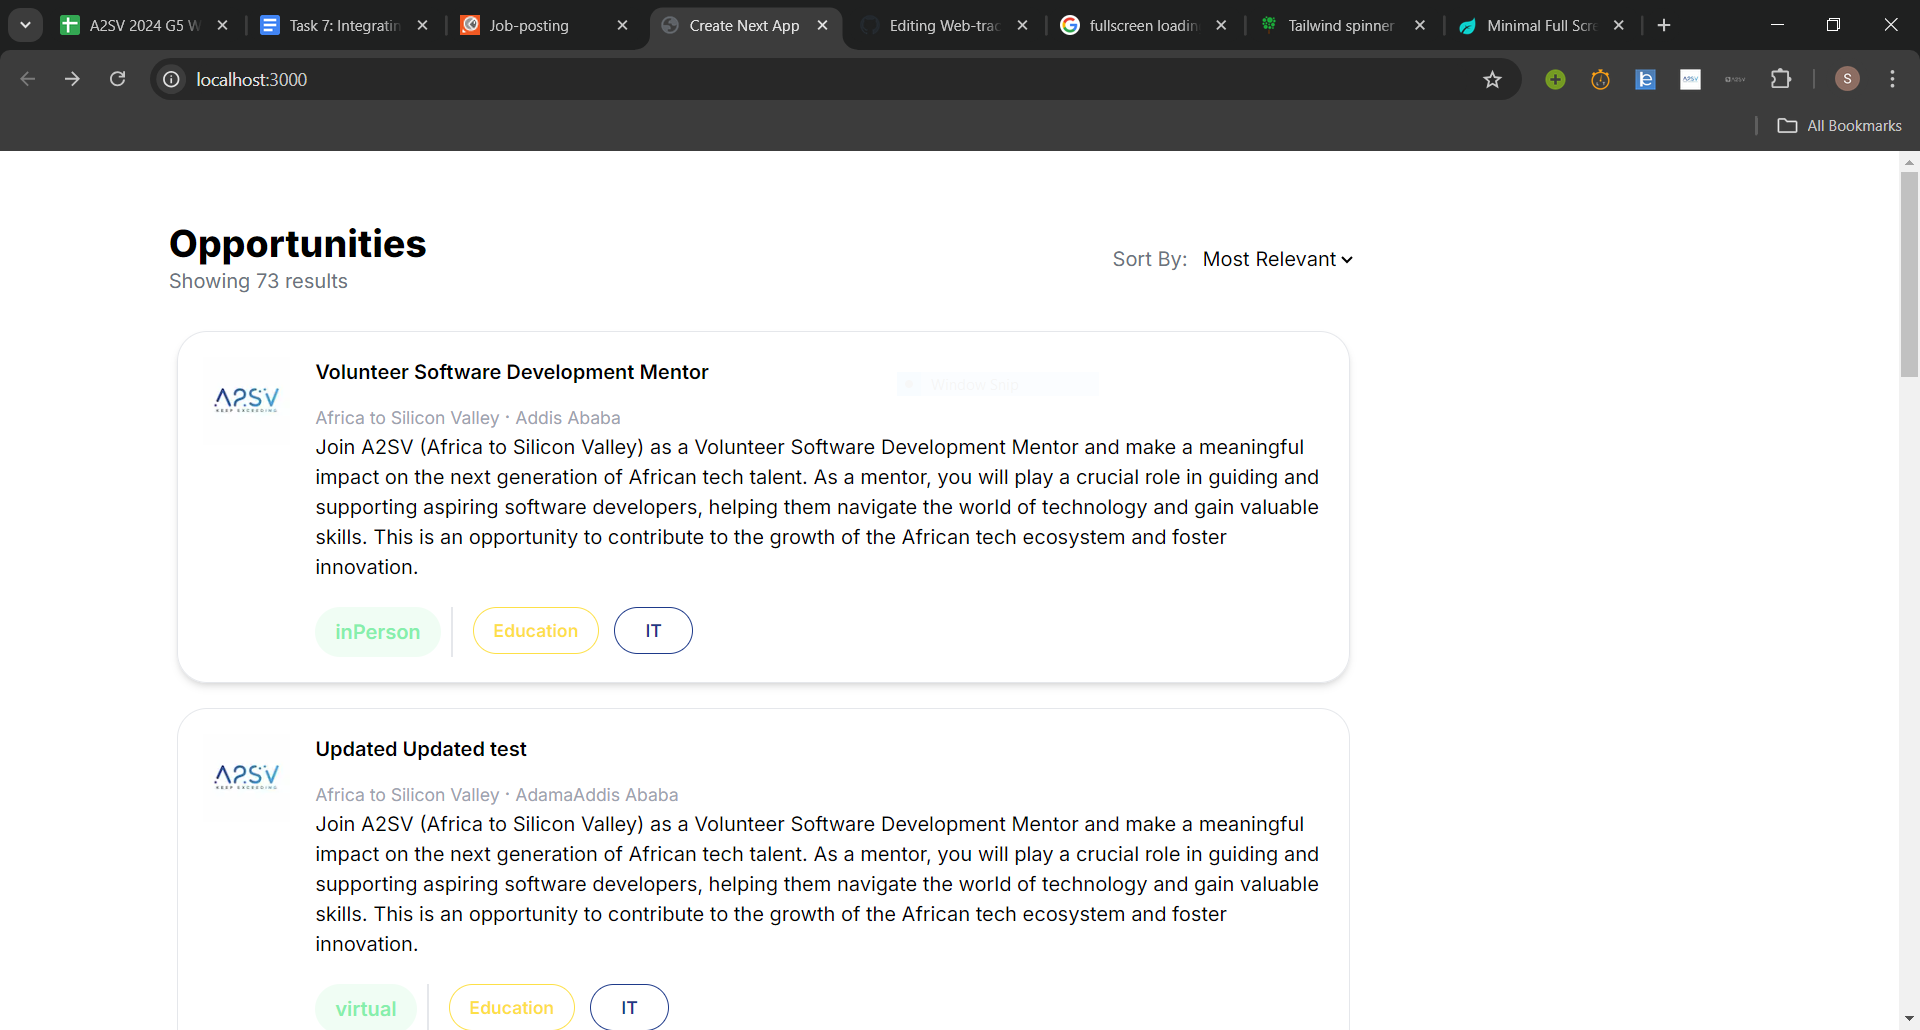 A2SV 2024 G5 W
Task 7: Integratin
Job-posting
Create Next App
Editing Web-trac
fullscreen loadin
Tailwind spinner
Minimal Full Scre
localhost:3000
S
All Bookmarks
Opportunities
Showing 73 results
Sort By: Most Relevant
A2SV
KEEP EXCEEDING
Volunteer Software Development Mentor
Window Snip
Africa to Silicon Valley · Addis Ababa
Join A2SV (Africa to Silicon Valley) as a Volunteer Software Development Mentor and make a meaningful
impact on the next generation of African tech talent. As a mentor, you will play a crucial role in guiding and
supporting aspiring software developers, helping them navigate the world of technology and gain valuable
skills. This is an opportunity to contribute to the growth of the African tech ecosystem and foster
innovation.
inPerson
Education
IT
A2SV
KEEP EXCEEDING
Updated Updated test
Africa to Silicon Valley · AdamaAddis Ababa
Join A2SV (Africa to Silicon Valley) as a Volunteer Software Development Mentor and make a meaningful
impact on the next generation of African tech talent. As a mentor, you will play a crucial role in guiding and
supporting aspiring software developers, helping them navigate the world of technology and gain valuable
skills. This is an opportunity to contribute to the growth of the African tech ecosystem and foster
innovation.
virtual
Education
IT